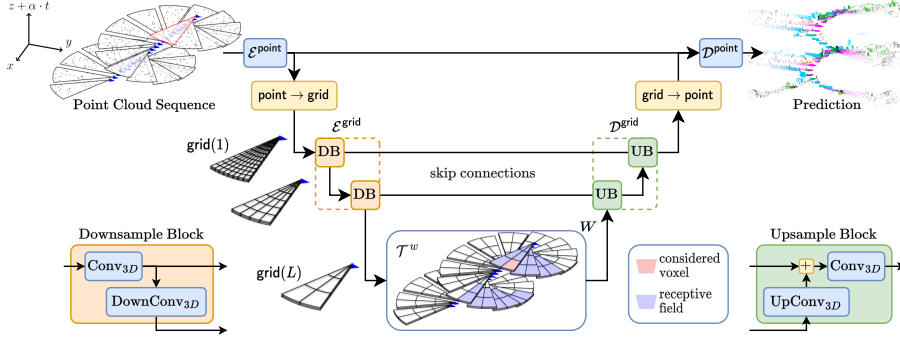 z + α · t
y
x
Point Cloud Sequence
ℰ^point
𝒟^point
Prediction
point → grid
grid → point
ℰ^grid
𝒟^grid
grid(1)
DB
UB
skip connections
DB
UB
W
Downsample Block
Conv_3D
DownConv_3D
grid(L)
𝒯^w
considered
voxel
receptive
field
Upsample Block
+
Conv_3D
UpConv_3D